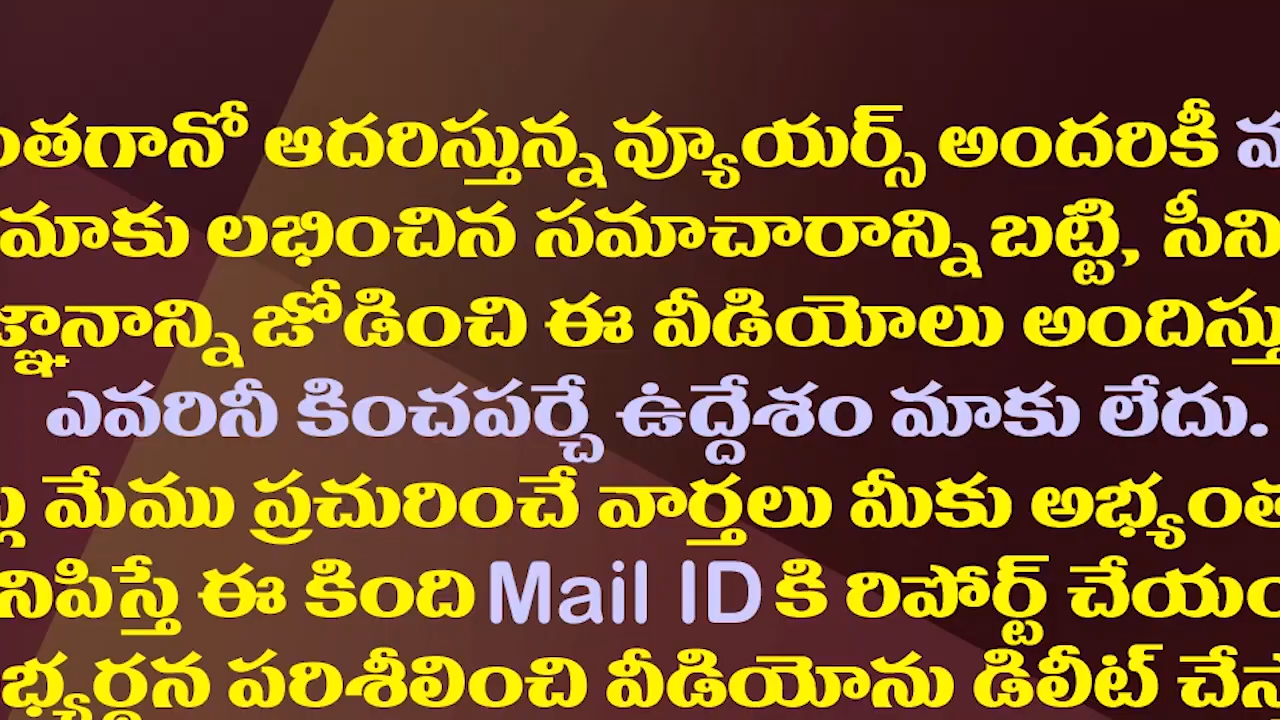 ఆదరిస్తున్న వ్యూయర్స్ అందరికీ
మాకు లభించిన సమాచారాన్ని బట్టి,
జోడించి ఈ వీడియోలు
ఎవరినీ కించపర్చే ఉద్దేశం మాకు లేదు.
మేము ప్రచురించే వార్తలు మీకు
ఈ కింది Mail ID కి రిపోర్ట్
పరిశీలించి వీడియోను డిలీట్